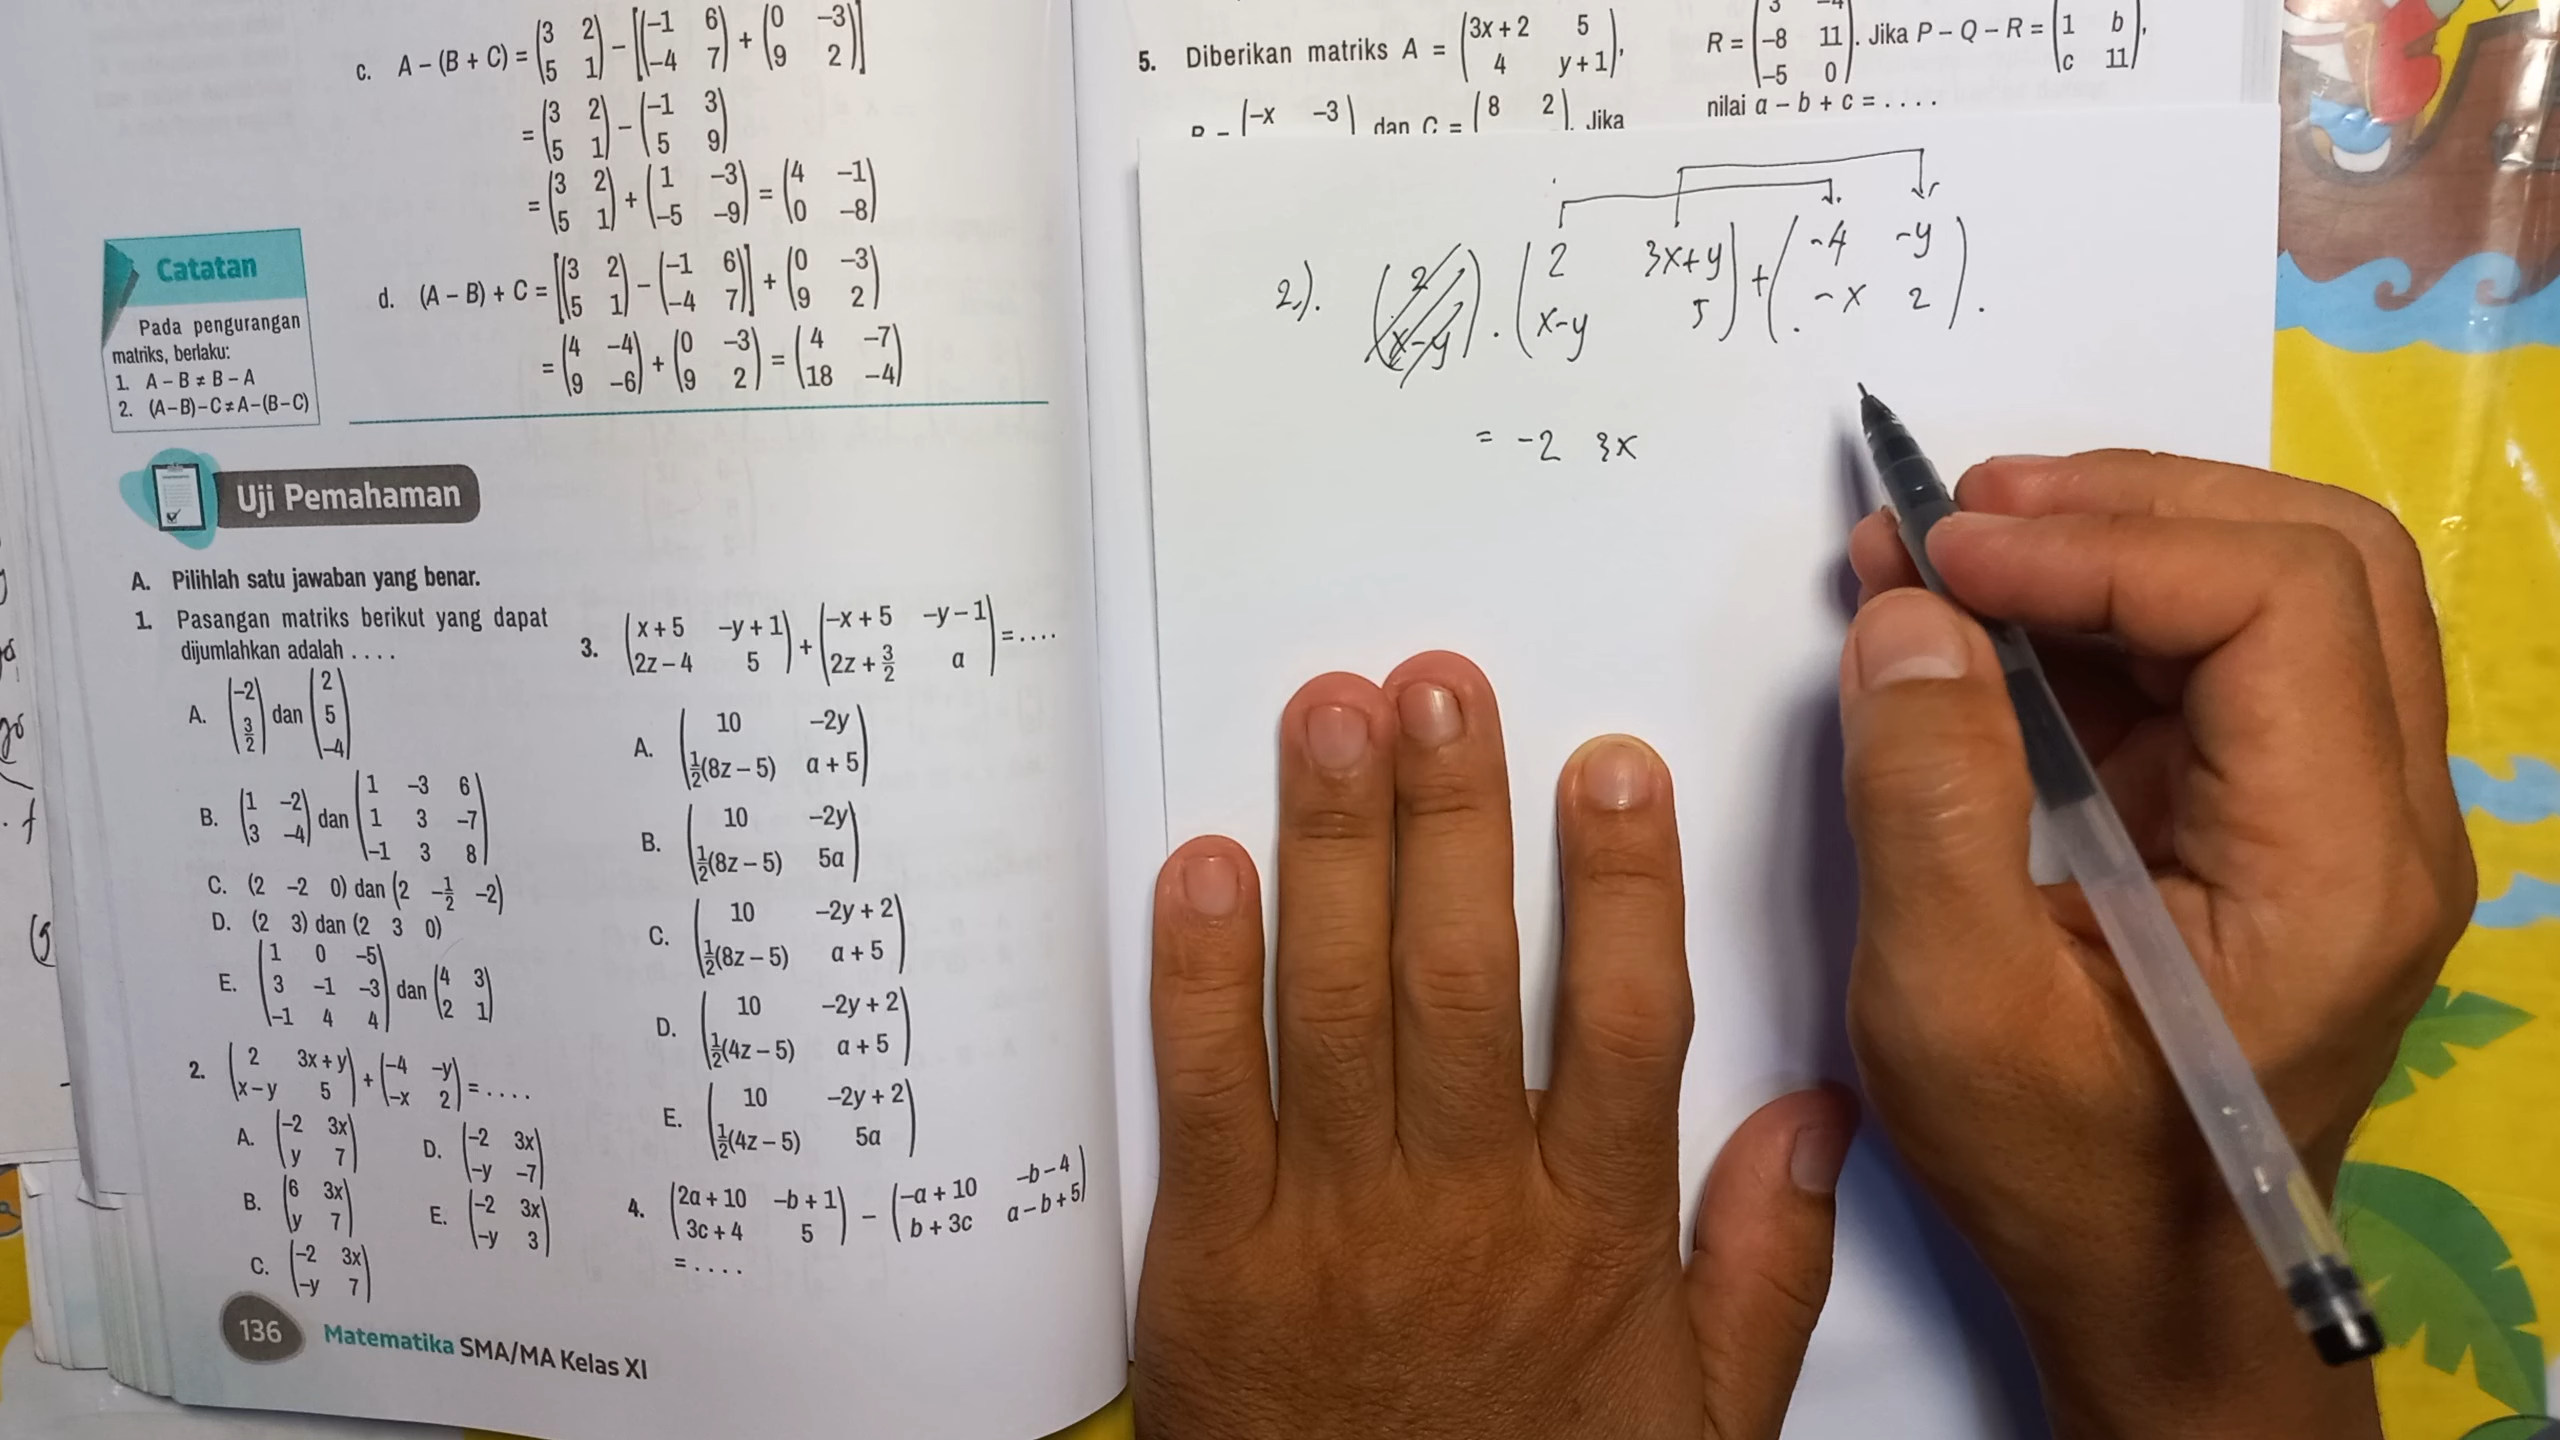 c. A – (B + C) = (3 2 / 5 1) – [(–1 6 / –4 7) + (0 –3 / 9 2)]
= (3 2 / 5 1) – (–1 3 / 5 9)
= (3 2 / 5 1) + (1 –3 / –5 –9) = (4 –1 / 0 –8)
d. (A – B) + C = [(3 2 / 5 1) – (–1 6 / –4 7)] + (0 –3 / 9 2)
= (4 –4 / 9 –6) + (0 –3 / 9 2) = (4 –7 / 18 –4)
Catatan
Pada pengurangan
matriks, berlaku:
1. A – B ≠ B – A
2. (A–B)–C≠A–(B–C)
Uji Pemahaman
A. Pilihlah satu jawaban yang benar.
1. Pasangan matriks berikut yang dapat
dijumlahkan adalah . . . .
A. (–2 / 3/2) dan (2 / 5 / –4)
B. (1 –2 / 3 –4) dan (1 –3 6 / 1 3 –7 / –1 3 8)
C. (2 –2 0) dan (2 –1/2 –2)
D. (2 3) dan (2 3 0)
E. (1 0 –5 / 3 –1 –3 / –1 4 4) dan (4 3 / 2 1)
2. (2 3x + y / x – y 5) + (–4 –y / –x 2) = . . . .
A. (–2 3x / y 7)
B. (6 3x / y 7)
C. (–2 3x / –y 7)
D. (–2 3x / –y –7)
E. (–2 3x / –y 3)
3. (x + 5 –y + 1 / 2z – 4 5) + (–x + 5 –y – 1 / 2z + 3/2 a) = . . . .
A. (10 –2y / 1/2(8z – 5) a + 5)
B. (10 –2y / 1/2(8z – 5) 5a)
C. (10 –2y + 2 / 1/2(8z – 5) a + 5)
D. (10 –2y + 2 / 1/2(4z – 5) a + 5)
E. (10 –2y + 2 / 1/2(4z – 5) 5a)
4. (2a + 10 –b + 1 / 3c + 4 5) – (–a + 10 –b – 4 / b + 3c a – b + 5)
= . . . .
136 Matematika SMA/MA Kelas XI
5. Diberikan matriks A = (3x + 2 5 / 4 y + 1),
(–x –3) dan C = (8 2). Jika
R = (3 –4 / –8 11 / –5 0). Jika P – Q – R = (1 b / c 11),
nilai a – b + c = . . . .
2.). (2 3x+y / x-y 5) + (-4 -y / -x 2).
= -2 3x